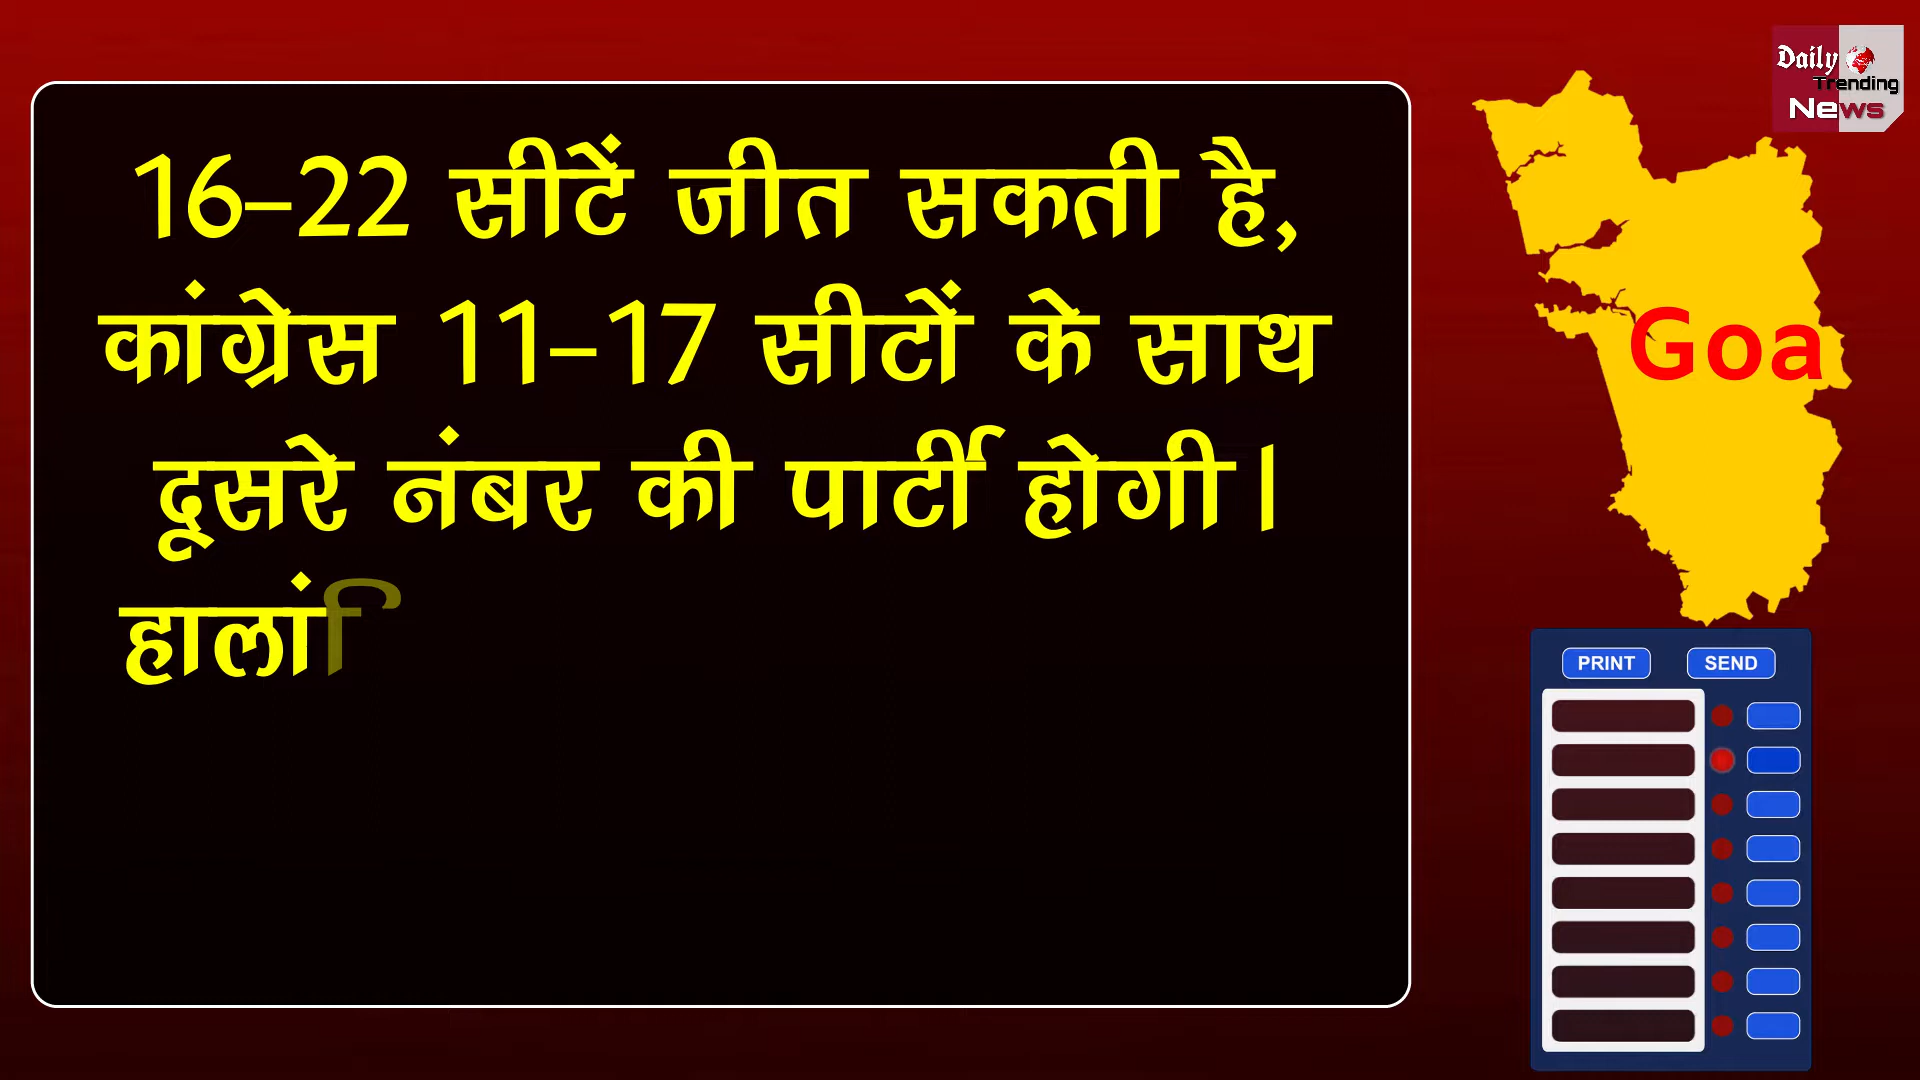 Daily
Trending
News
16-22 सीटें जीत सकती है,
कांग्रेस 11-17 सीटों के साथ
दूसरे नंबर की पार्टी होगी।
हालांि
Goa
PRINT SEND